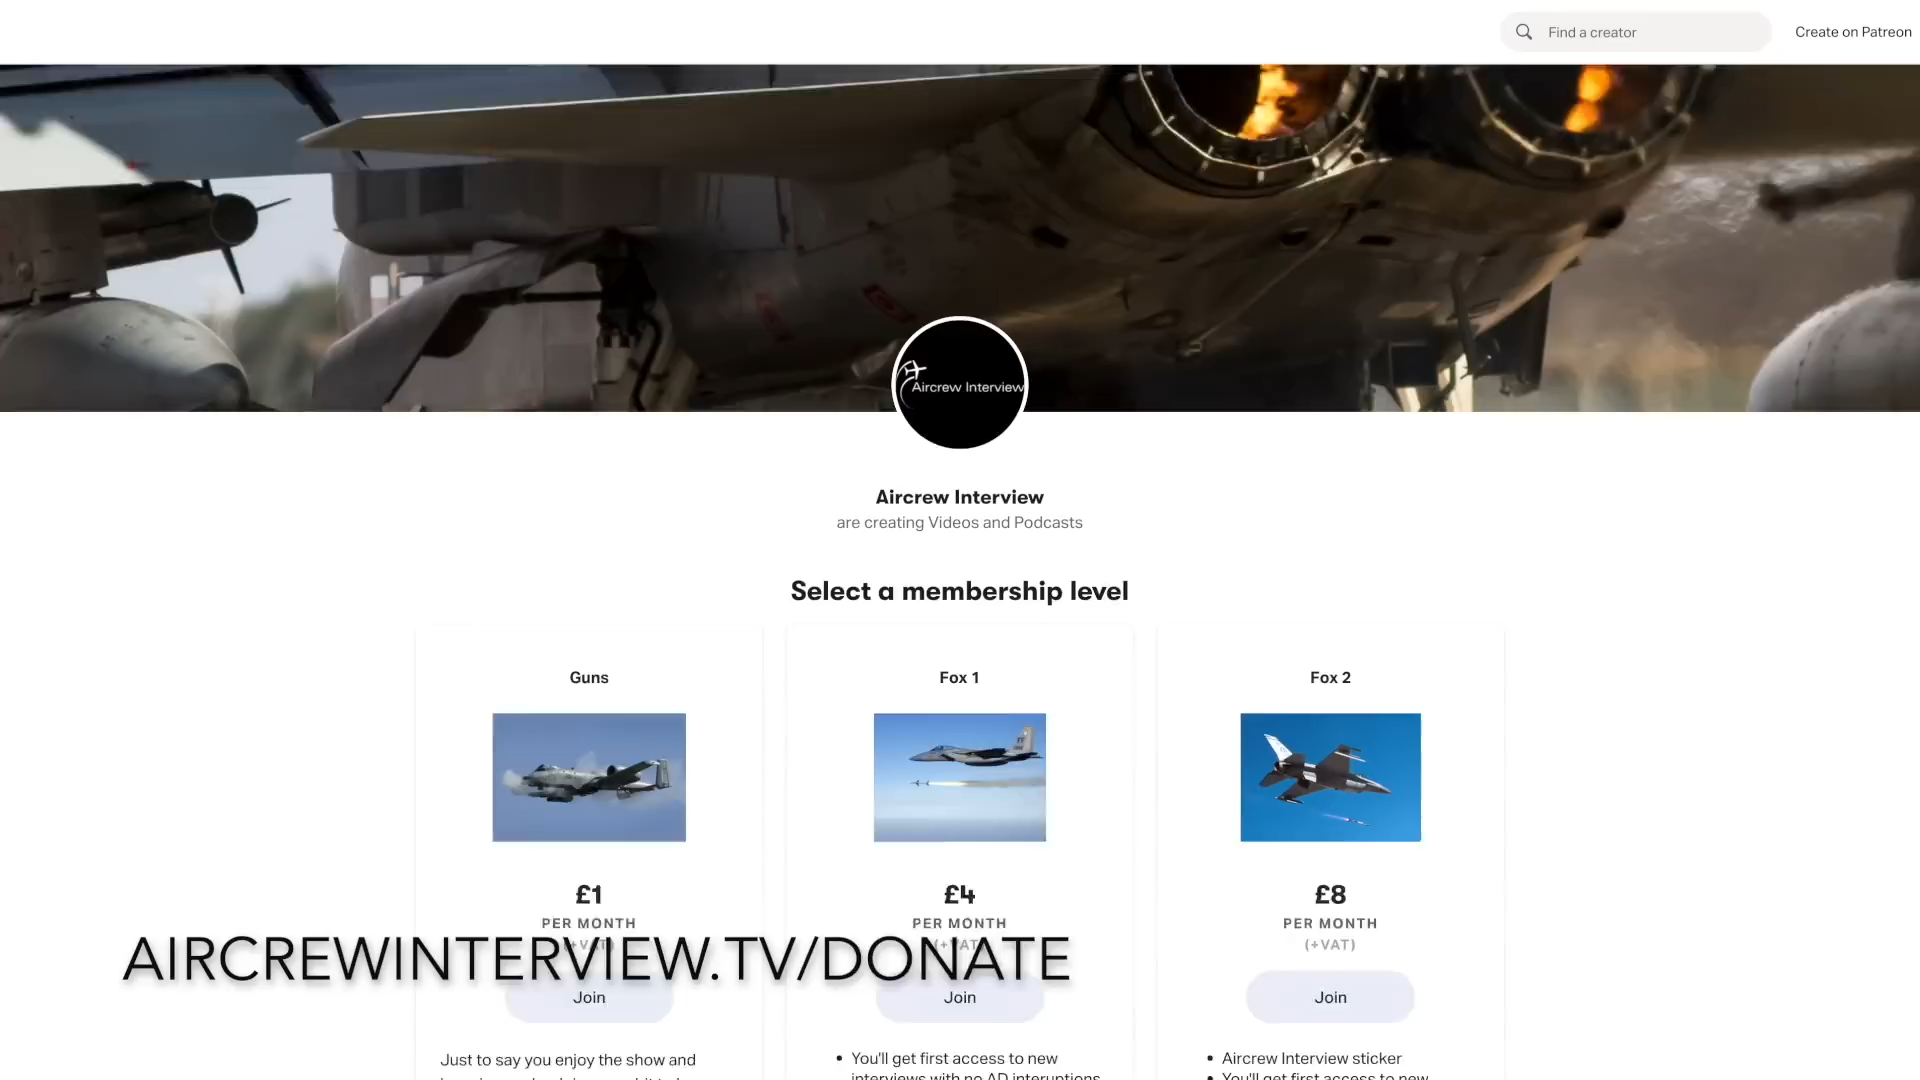 Find a creator
Create on Patreon
Aircrew Interview
Aircrew Interview
are creating Videos and Podcasts
Select a membership level
Guns
Fox 1
Fox 2
£1
£4
£8
PER MONTH
PER MONTH
PER MONTH
(+VAT)
(+VAT)
(+VAT)
AIRCREWINTERVIEW.TV/DONATE
Join
Join
Join
Just to say you enjoy the show and
• You'll get first access to new
interviews with no AD interuptions
• Aircrew Interview sticker
• You'll get first access to new